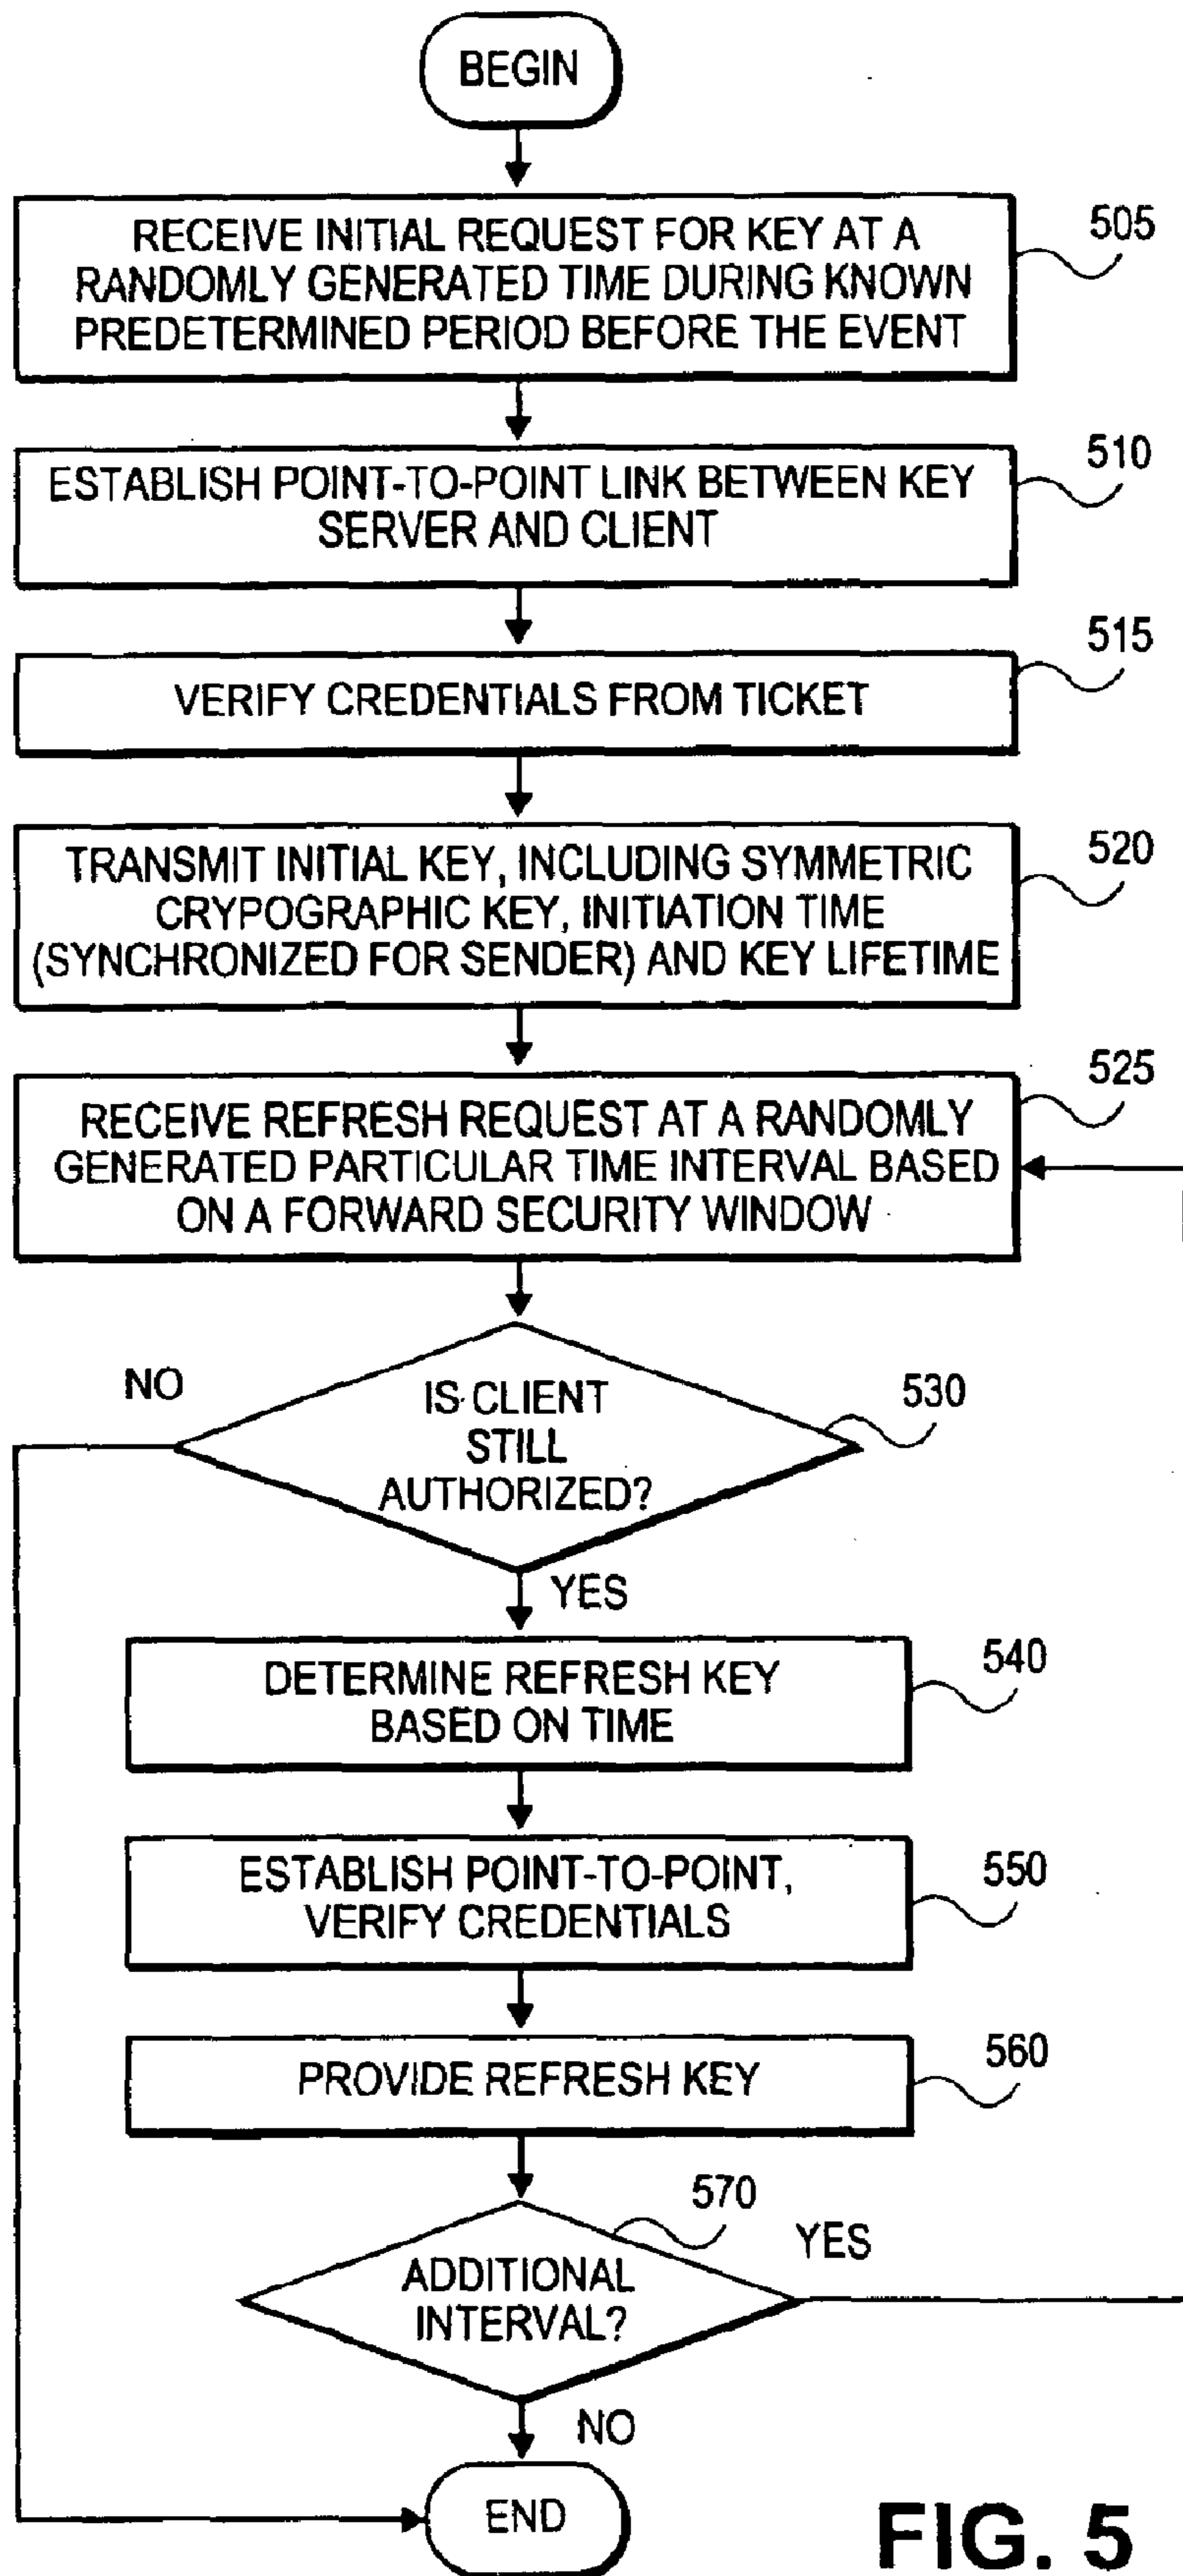 BEGIN
RECEIVE INITIAL REQUEST FOR KEY AT A
RANDOMLY GENERATED TIME DURING KNOWN
PREDETERMINED PERIOD BEFORE THE EVENT
505
ESTABLISH POINT-TO-POINT LINK BETWEEN KEY
SERVER AND CLIENT
510
VERIFY CREDENTIALS FROM TICKET
515
TRANSMIT INITIAL KEY, INCLUDING SYMMETRIC
CRYPOGRAPHIC KEY, INITIATION TIME
(SYNCHRONIZED FOR SENDER) AND KEY LIFETIME
520
RECEIVE REFRESH REQUEST AT A RANDOMLY
GENERATED PARTICULAR TIME INTERVAL BASED
ON A FORWARD SECURITY WINDOW
525
NO
IS CLIENT
STILL
AUTHORIZED?
530
YES
DETERMINE REFRESH KEY
BASED ON TIME
540
ESTABLISH POINT-TO-POINT,
VERIFY CREDENTIALS
550
PROVIDE REFRESH KEY
560
ADDITIONAL
INTERVAL?
570
YES
NO
END
FIG. 5